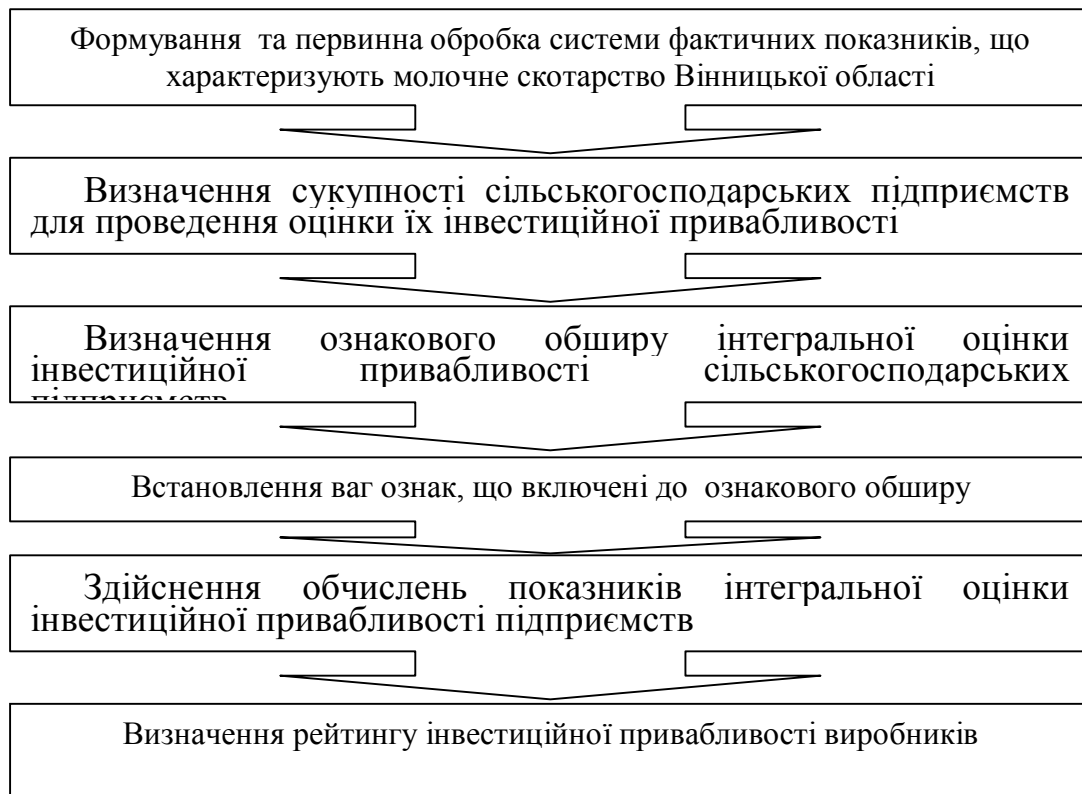 Формування та первинна обробка системи фактичних показників, що
характеризують молочне скотарство Вінницької області
Визначення сукупності сільськогосподарських підприємств
для проведення оцінки їх інвестиційної привабливості
Визначення ознакового обширу інтегральної оцінки
інвестиційної привабливості сільськогосподарських
підприємств
Встановлення ваг ознак, що включені до ознакового обширу
Здійснення обчислень показників інтегральної оцінки
інвестиційної привабливості підприємств
Визначення рейтингу інвестиційної привабливості виробників